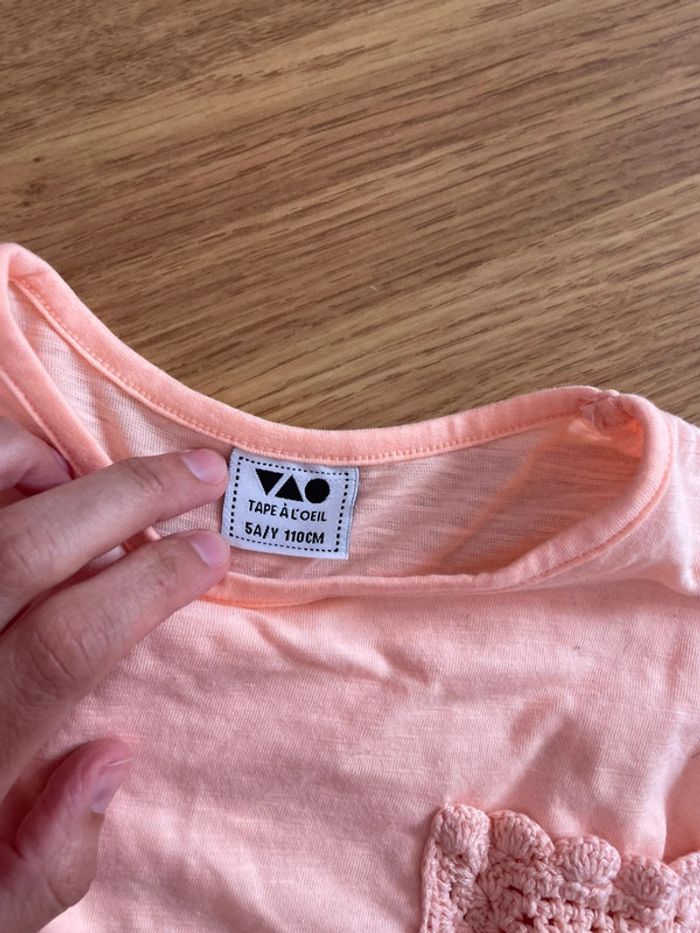 TAPE À L'OEIL
5A/Y 110CM